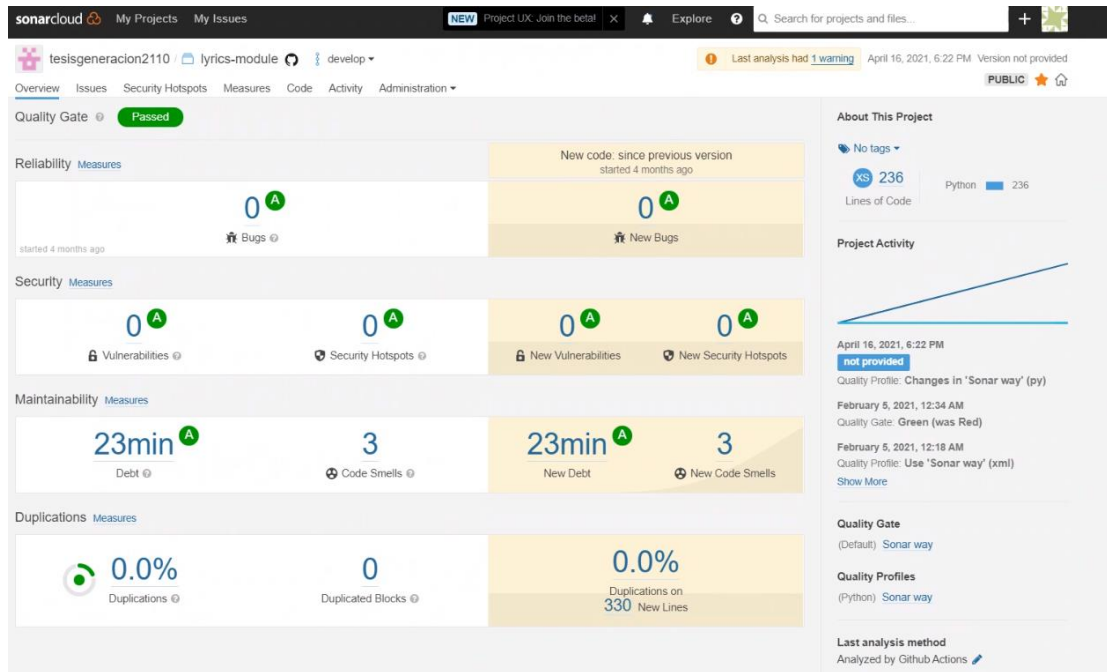 sonarcloud My Projects My Issues NEW Project UX: Join the beta! × Explore ? Search for projects and files... +
tesisgeneracion2110 / lyrics-module develop
Last analysis had 1 warning April 16, 2021, 6:22 PM Version not provided
Overview Issues Security Hotspots Measures Code Activity Administration
PUBLIC
Quality Gate ? Passed
Reliability Measures
New code: since previous version
started 4 months ago
0 A
Bugs ?
started 4 months ago
0 A
New Bugs
Security Measures
0 A
Vulnerabilities ?
0 A
Security Hotspots ?
0 A
New Vulnerabilities
0 A
New Security Hotspots
Maintainability Measures
23min A
Debt ?
3
Code Smells ?
23min A
New Debt
3
New Code Smells
Duplications Measures
0.0%
Duplications ?
0
Duplicated Blocks ?
0.0%
Duplications on
330 New Lines
About This Project
No tags
XS 236
Lines of Code
Python 236
Project Activity
April 16, 2021, 6:22 PM
not provided
Quality Profile: Changes in 'Sonar way' (py)
February 5, 2021, 12:34 AM
Quality Gate: Green (was Red)
February 5, 2021, 12:18 AM
Quality Profile: Use 'Sonar way' (xml)
Show More
Quality Gate
(Default) Sonar way
Quality Profiles
(Python) Sonar way
Last analysis method
Analyzed by Github Actions